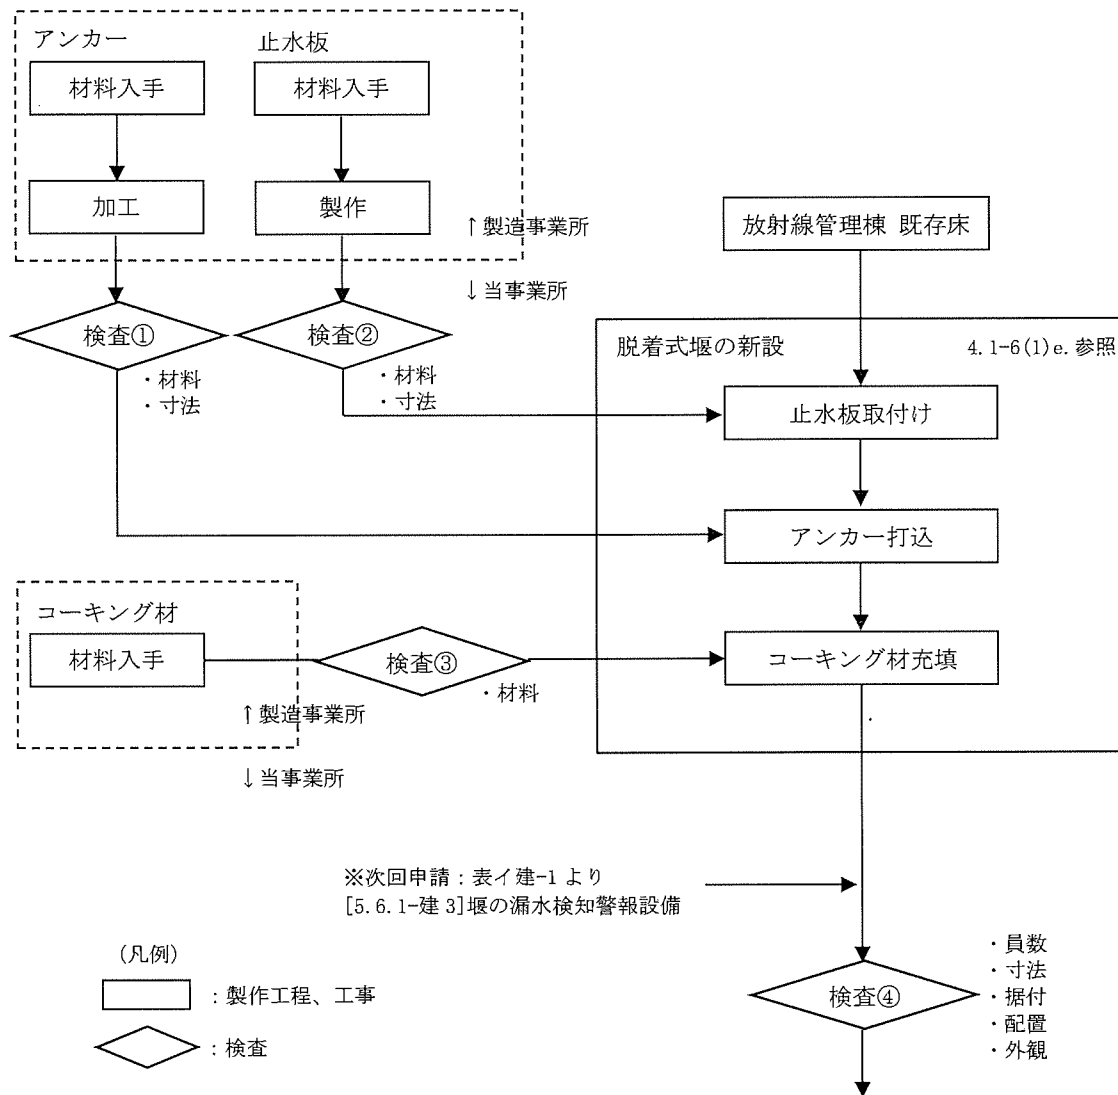 アンカー
止水板
材料入手
材料入手
加工
製作
↑製造事業所
↓当事業所
検査①
・材料
・寸法
検査②
・材料
・寸法
放射線管理棟 既存床
脱着式堰の新設
4.1-6(1)e.参照
止水板取付け
アンカー打込
コーキング材充填
コーキング材
材料入手
↑製造事業所
↓当事業所
検査③
・材料
※次回申請：表イ建-1 より
[5.6.1-建 3]堰の漏水検知警報設備
検査④
・員数
・寸法
・据付
・配置
・外観
(凡例)
：製作工程、工事
：検査